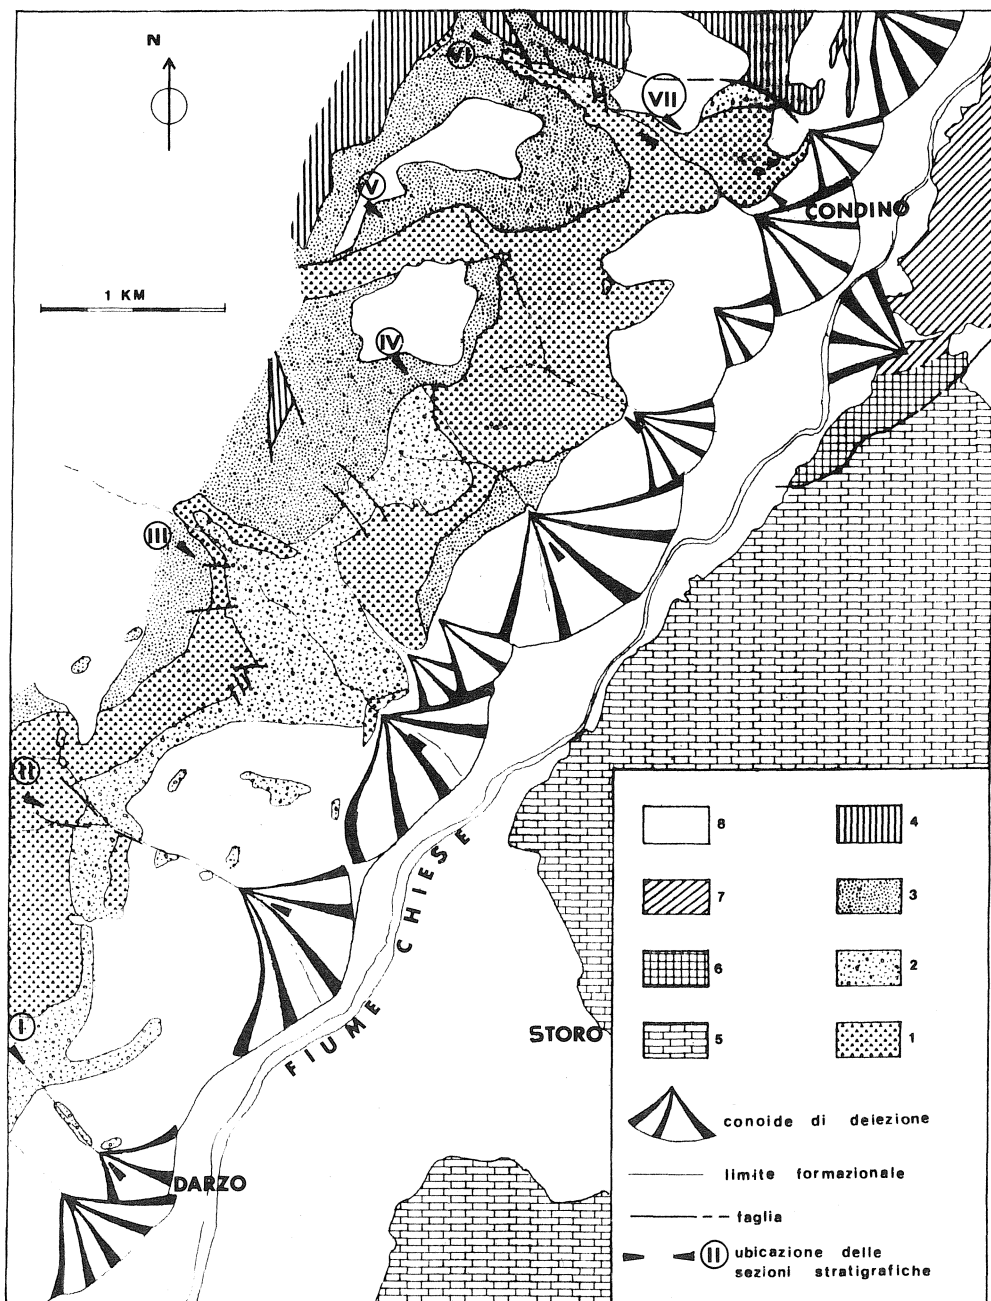 N
VI
VII
V
CONDINO
1 KM
IV
III
II
I
FIUME CHIESE
STORO
DARZO
8
4
7
3
6
2
5
1
conoide di deiezione
limite formazionale
faglia
II ubicazione delle
sezioni stratigrafiche